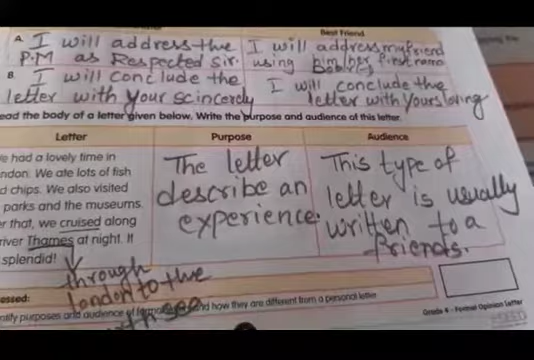 Best Friend
A. I will address the
P.M as Respected Sir.
I will address my friend
using her first name
B. I will conclude the
letter with Your scincerely
I will conclude the
letter with Yours loving
ead the body of a letter given below. Write the purpose and audience of this letter.
Letter Purpose Audience
e had a lovely time in
ndon. We ate lots of fish
d chips. We also visited
parks and the museums
r that, we cruised along
river Thames at night. It
splendid!
The letter
describe an
experience.
This type of
letter is usually
written to a
friends.
through
london to the
sea
essed:
ntify purposes and audience of and how they are different from a personal letter
Grade 4 - Formal Opinion Letter